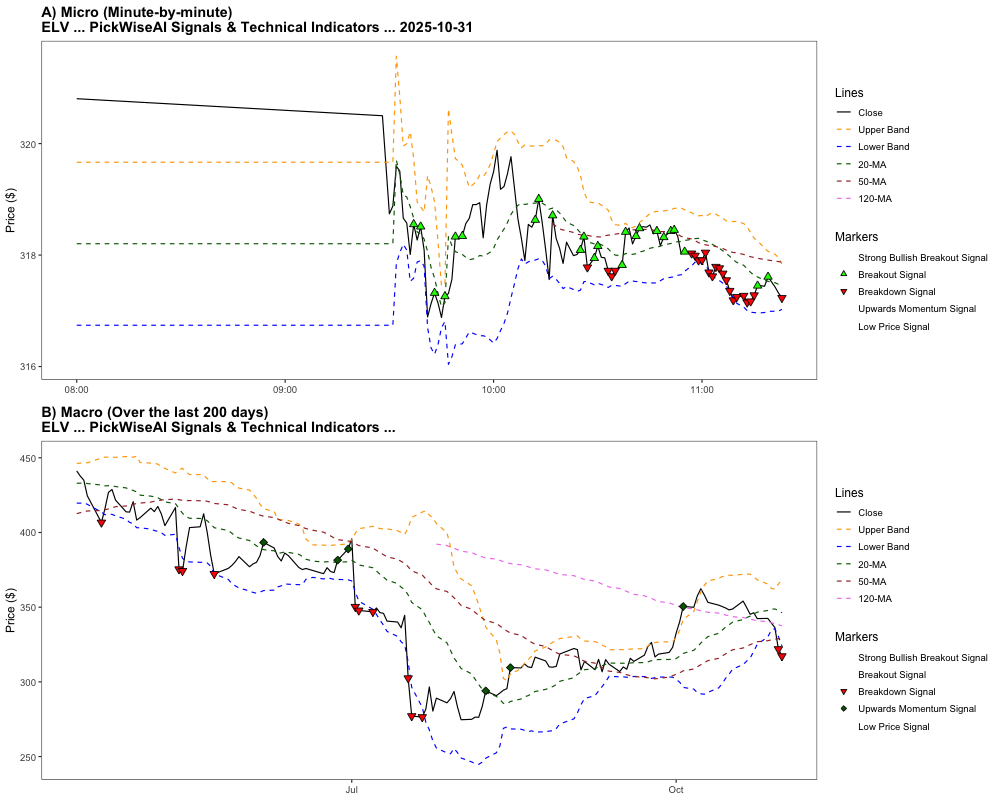 A) Micro (Minute-by-minute)
ELV ... PickWiseAI Signals & Technical Indicators ... 2025-10-31
Price ($)
320
318
316
08:00
09:00
10:00
11:00
Lines
Close
Upper Band
Lower Band
20-MA
50-MA
120-MA
Markers
Strong Bullish Breakout Signal
Breakout Signal
Breakdown Signal
Upwards Momentum Signal
Low Price Signal
B) Macro (Over the last 200 days)
ELV ... PickWiseAI Signals & Technical Indicators ...
Price ($)
450
400
350
300
250
Jul
Oct
Lines
Close
Upper Band
Lower Band
20-MA
50-MA
120-MA
Markers
Strong Bullish Breakout Signal
Breakout Signal
Breakdown Signal
Upwards Momentum Signal
Low Price Signal